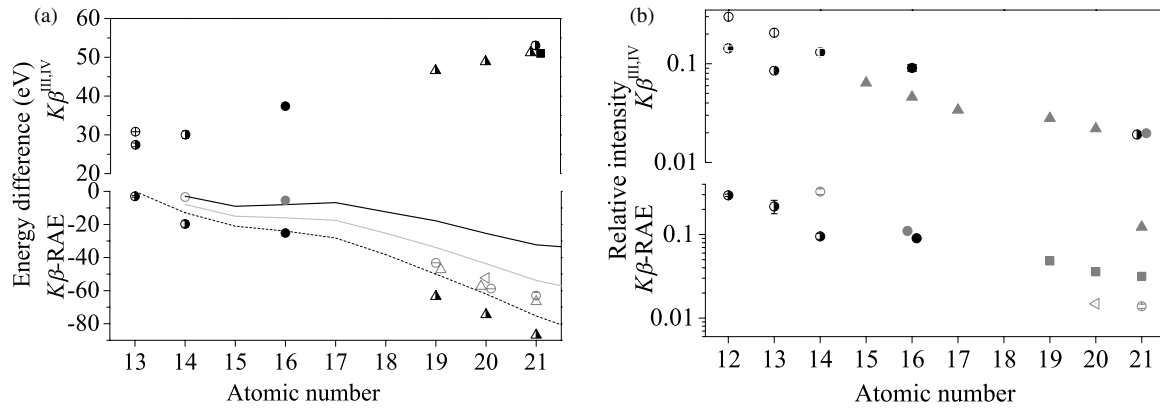 (a)
60
50
40
30
20
0
-20
-40
-60
-80
Energy difference (eV)
Kβ-RAE
Kβ^III,IV
13 14 15 16 17 18 19 20 21
Atomic number
(b)
0.1
0.01
0.1
0.01
Relative intensity
Kβ-RAE
Kβ^III,IV
12 13 14 15 16 17 18 19 20 21
Atomic number